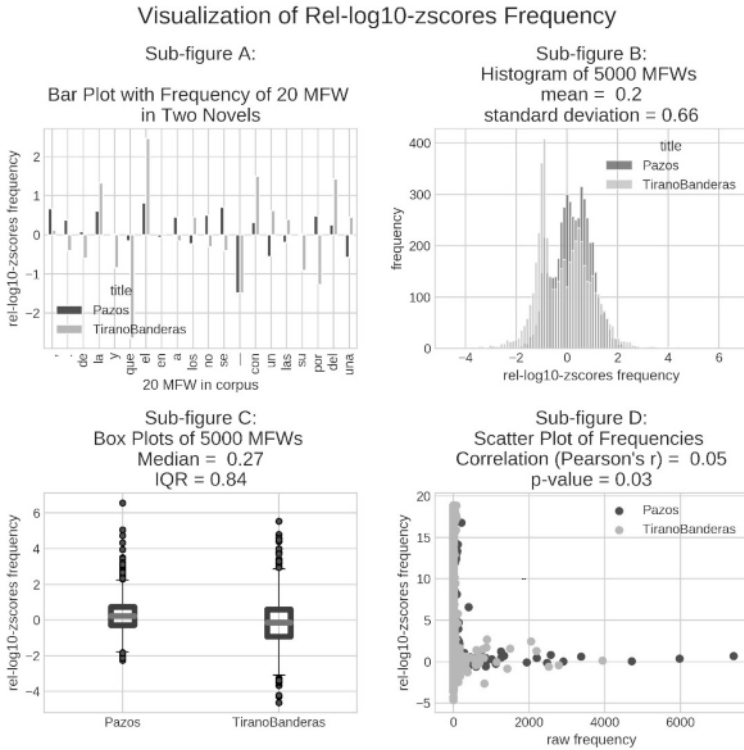 Visualization of Rel-log10-zscores Frequency
Sub-figure A:
Bar Plot with Frequency of 20 MFW
in Two Novels
rel-log10-zscores frequency
2
1
0
−1
−2
title
Pazos
TiranoBanderas
,
.
de
la
y
que
el
en
a
los
no
se
—
con
un
las
su
por
del
una
20 MFW in corpus
Sub-figure B:
Histogram of 5000 MFWs
mean = 0.2
standard deviation = 0.66
frequency
400
300
200
100
0
title
Pazos
TiranoBanderas
−4 −2 0 2 4 6
rel-log10-zscores frequency
Sub-figure C:
Box Plots of 5000 MFWs
Median = 0.27
IQR = 0.84
rel-log10-zscores frequency
6
4
2
0
−2
−4
Pazos TiranoBanderas
Sub-figure D:
Scatter Plot of Frequencies
Correlation (Pearson's r) = 0.05
p-value = 0.03
rel-log10-zscores frequency
20
15
10
5
0
−5
Pazos
TiranoBanderas
0 2000 4000 6000
raw frequency